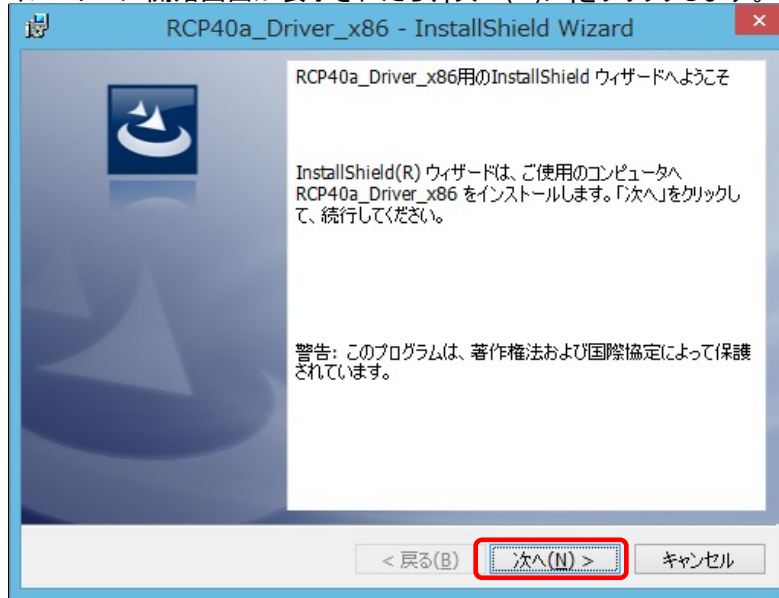 RCP40a_Driver_x86 - InstallShield Wizard
RCP40a_Driver_x86用のInstallShield ウィザードへようこそ
InstallShield(R) ウィザードは、ご使用のコンピュータへ
RCP40a_Driver_x86 をインストールします。「次へ」をクリックし
て、続行してください。
警告: このプログラムは、著作権法および国際協定によって保護
されています。
< 戻る(B)
次へ(N) >
キャンセル